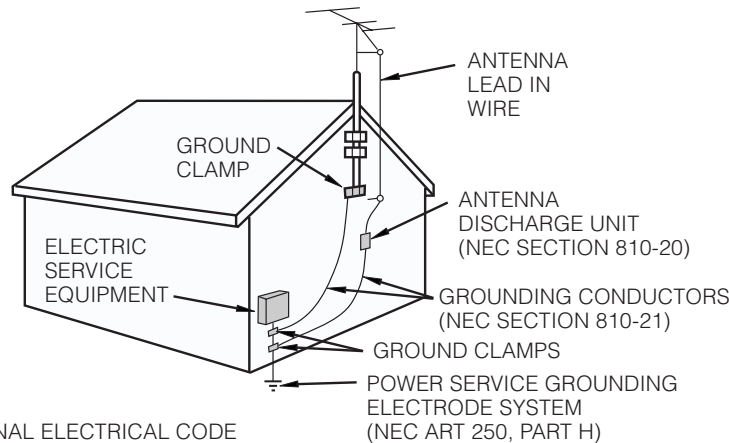 ANTENNA
LEAD IN
WIRE
GROUND
CLAMP
ANTENNA
DISCHARGE UNIT
(NEC SECTION 810-20)
ELECTRIC
SERVICE
EQUIPMENT
GROUNDING CONDUCTORS
(NEC SECTION 810-21)
GROUND CLAMPS
POWER SERVICE GROUNDING
ELECTRODE SYSTEM
(NEC ART 250, PART H)
NAL ELECTRICAL CODE